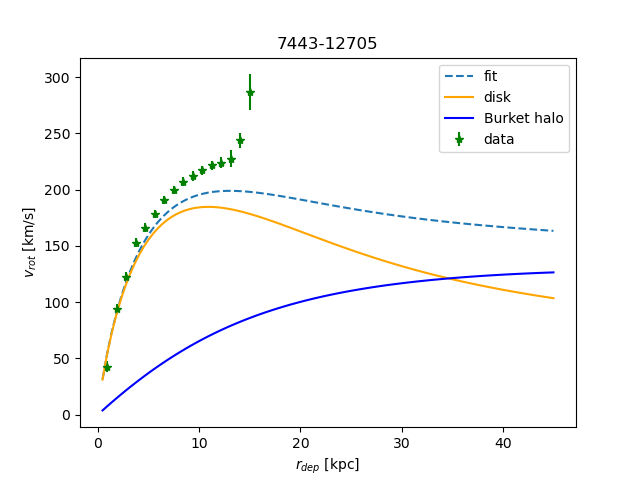 7443-12705
300
250
200
150
100
50
0
v_rot [km/s]
fit
disk
Burket halo
data
0 10 20 30 40
r_dep [kpc]